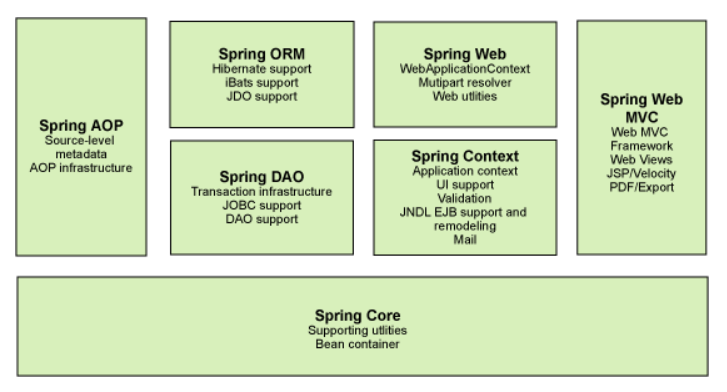 Spring AOP
Source-level
metadata
AOP infrastructure
Spring ORM
Hibernate support
iBats support
JDO support
Spring DAO
Transaction infrastructure
JOBC support
DAO support
Spring Web
WebApplicationContext
Mutipart resolver
Web utlities
Spring Context
Application context
UI support
Validation
JNDL EJB support and
remodeling
Mail
Spring Web
MVC
Web MVC
Framework
Web Views
JSP/Velocity
PDF/Export
Spring Core
Supporting utlities
Bean container